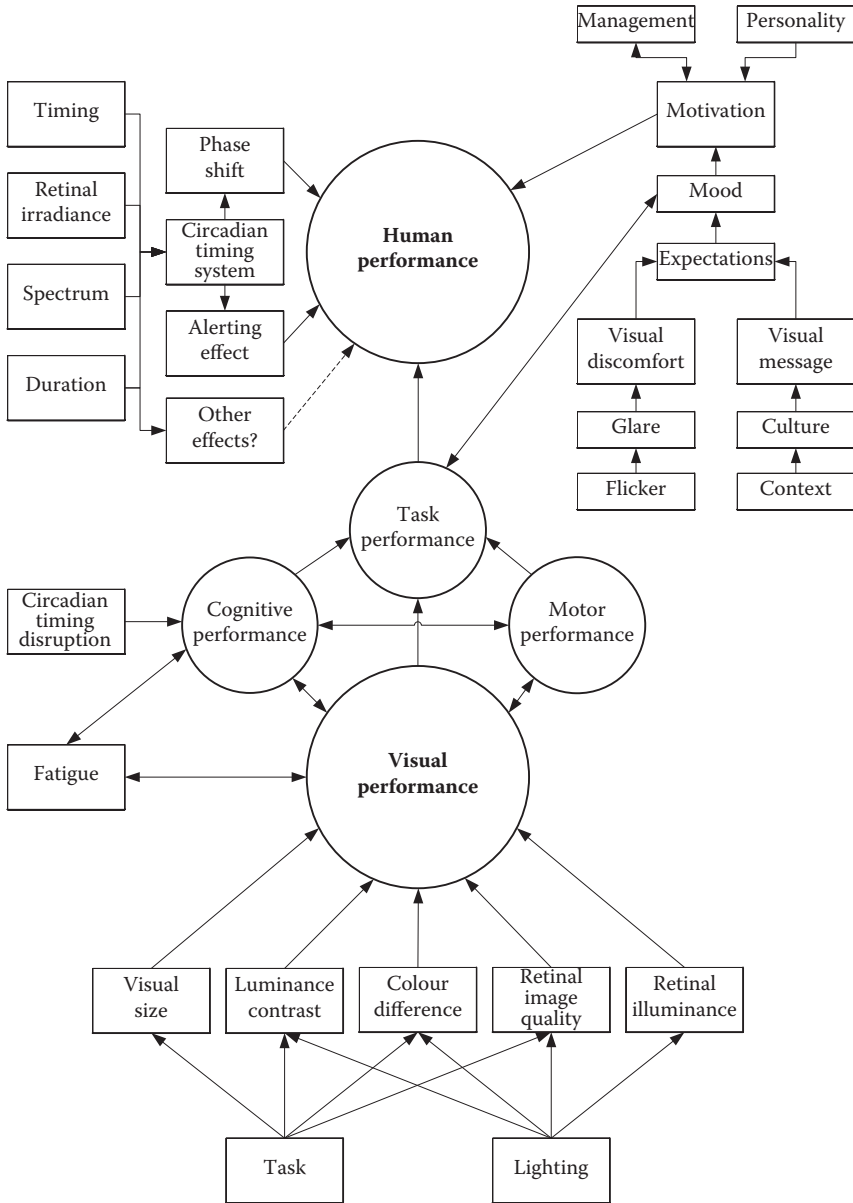 Management
Personality
Timing
Motivation
Phase
shift
Retinal
irradiance
Mood
Human
performance
Circadian
timing
system
Expectations
Spectrum
Alerting
effect
Visual
discomfort
Visual
message
Duration
Other
effects?
Glare
Culture
Flicker
Context
Task
performance
Circadian
timing
disruption
Cognitive
performance
Motor
performance
Fatigue
Visual
performance
Visual
size
Luminance
contrast
Colour
difference
Retinal
image
quality
Retinal
illuminance
Task
Lighting